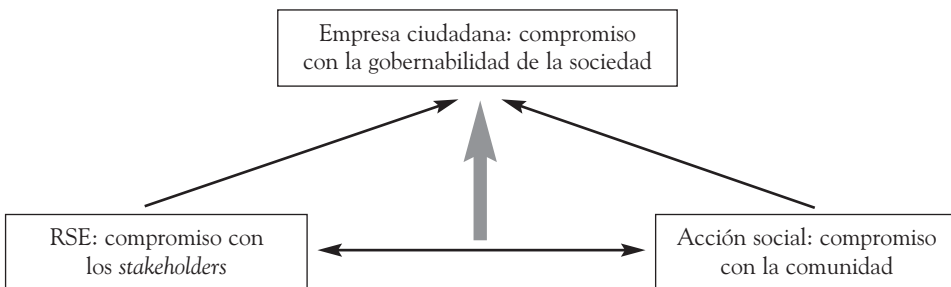 Empresa ciudadana: compromiso
con la gobernabilidad de la sociedad
RSE: compromiso con
los stakeholders
Acción social: compromiso
con la comunidad